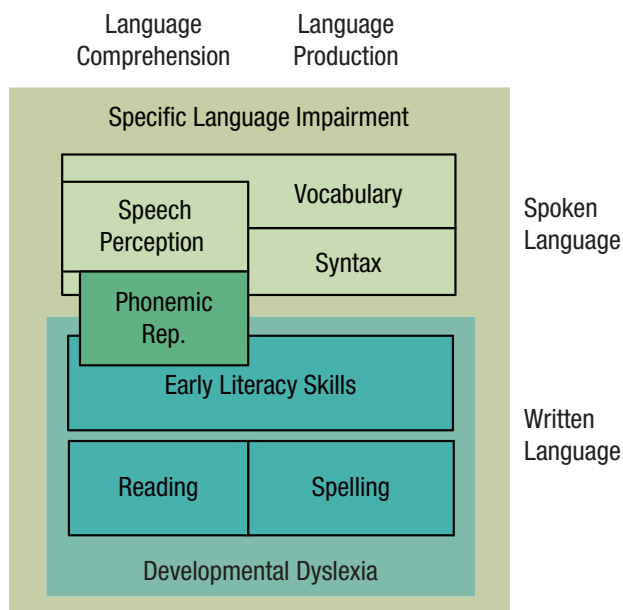 Language
Comprehension
Language
Production
Specific Language Impairment
Speech
Perception
Vocabulary
Syntax
Spoken
Language
Phonemic
Rep.
Early Literacy Skills
Reading
Spelling
Written
Language
Developmental Dyslexia